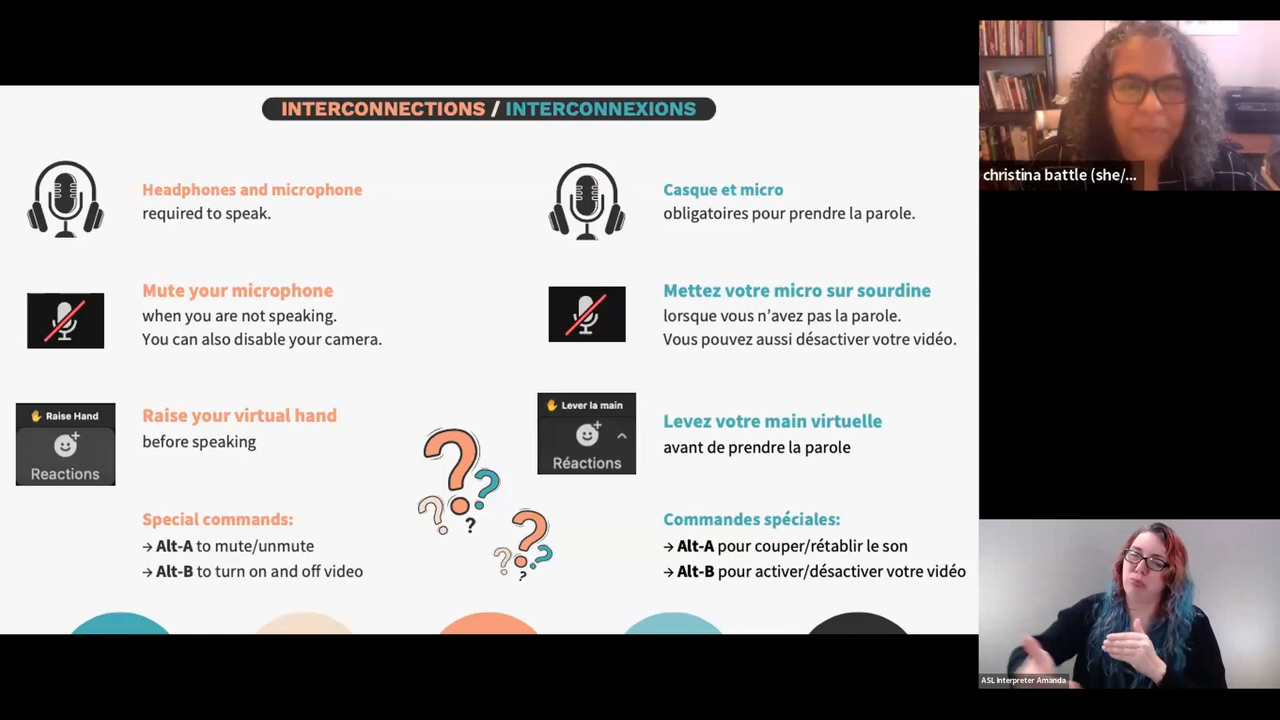 INTERCONNECTIONS / INTERCONNEXIONS
Headphones and microphone
required to speak.
Mute your microphone
when you are not speaking.
You can also disable your camera.
Raise Hand
Reactions
Raise your virtual hand
before speaking
Special commands:
→ Alt-A to mute/unmute
→ Alt-B to turn on and off video
Casque et micro
obligatoires pour prendre la parole.
Mettez votre micro sur sourdine
lorsque vous n’avez pas la parole.
Vous pouvez aussi désactiver votre vidéo.
Lever la main
Réactions
Levez votre main virtuelle
avant de prendre la parole
Commandes spéciales:
→ Alt-A pour couper/rétablir le son
→ Alt-B pour activer/désactiver votre vidéo
christina battle (she/...
ASL Interpreter Amanda